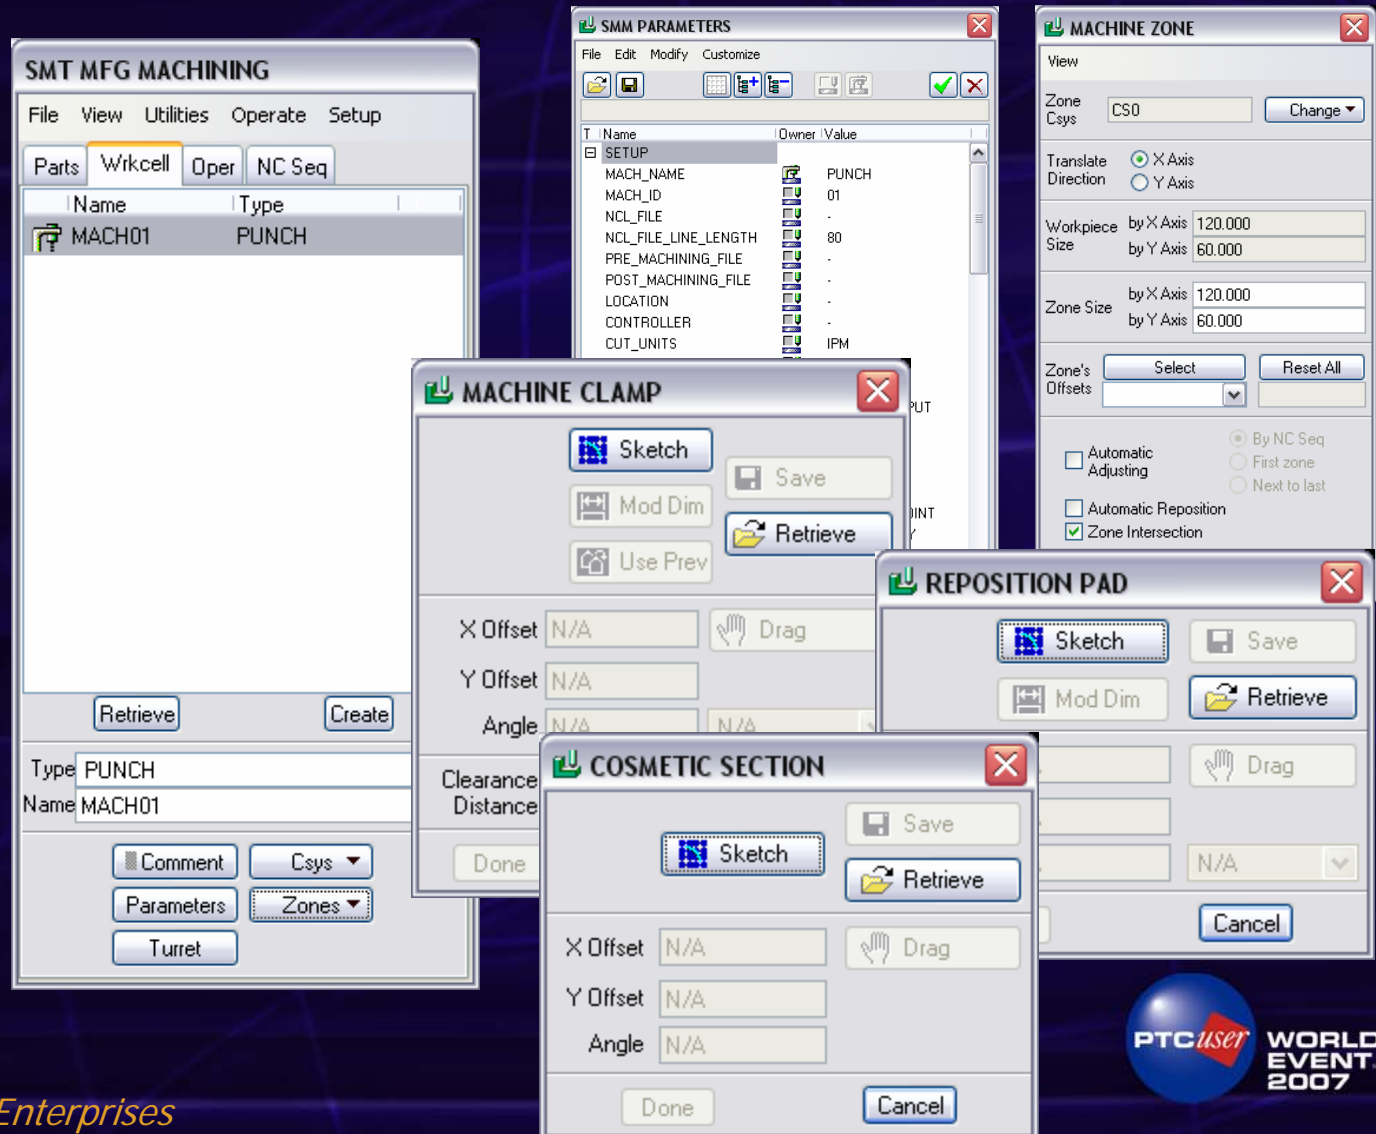 SMT MFG MACHINING
File View Utilities Operate Setup
Parts Wrkcell Oper NC Seq
Name Type
MACH01 PUNCH
Retrieve Create
Type PUNCH
Name MACH01
Comment Csys
Parameters Zones
Turret
SMM PARAMETERS
File Edit Modify Customize
T Name Owner Value
SETUP
MACH_NAME PUNCH
MACH_ID 01
NCL_FILE -
NCL_FILE_LINE_LENGTH 80
PRE_MACHINING_FILE -
POST_MACHINING_FILE -
LOCATION -
CONTROLLER -
CUT_UNITS IPM
PUT
INT
MACHINE ZONE
View
Zone
Csys
CS0 Change
Translate
Direction
X Axis
Y Axis
Workpiece
Size
by X Axis 120.000
by Y Axis 60.000
Zone Size
by X Axis 120.000
by Y Axis 60.000
Zone's
Offsets
Select Reset All
Automatic
Adjusting
By NC Seq
First zone
Next to last
Automatic Reposition
Zone Intersection
MACHINE CLAMP
Sketch
Save
Mod Dim
Retrieve
Use Prev
X Offset N/A Drag
Y Offset N/A
Angle N/A N/A
Clearance
Distance
Done
REPOSITION PAD
Sketch Save
Mod Dim Retrieve
Drag
N/A
Cancel
COSMETIC SECTION
Save
Sketch
Retrieve
X Offset N/A Drag
Y Offset N/A
Angle N/A
Done Cancel
PTCuser WORLD
EVENT
2007
Enterprises